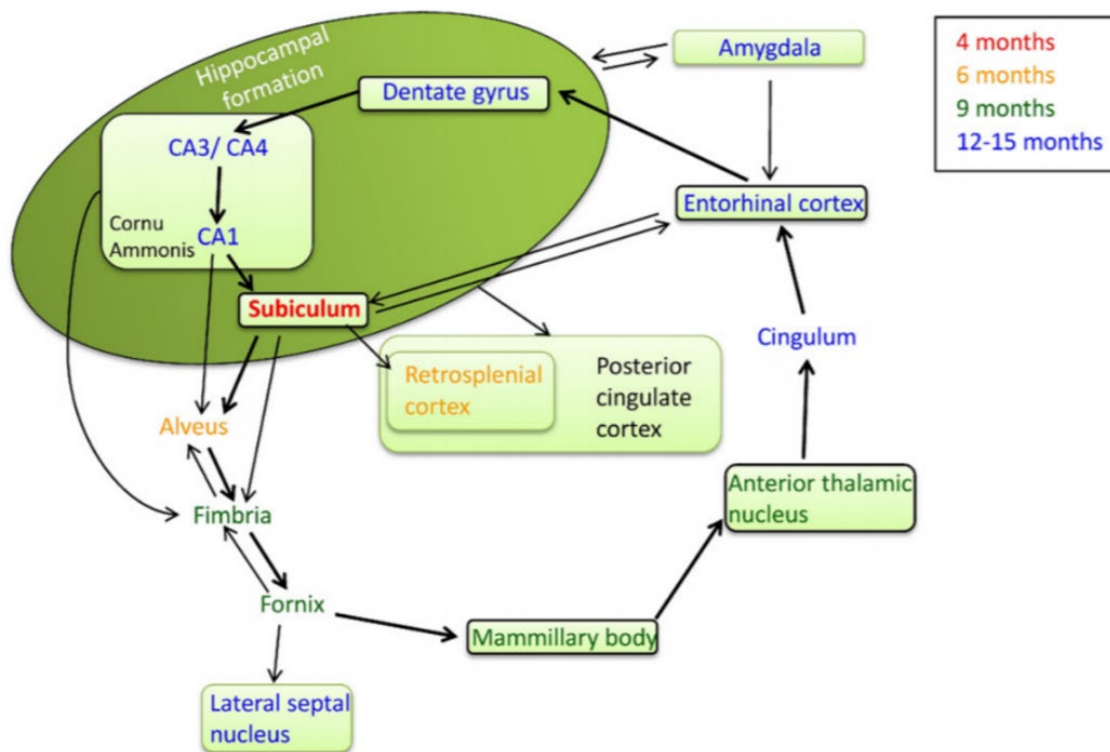 Hippocampal
formation
Dentate gyrus
CA3/ CA4
Cornu
Ammonis
CA1
Subiculum
Amygdala
Entorhinal cortex
Cingulum
Retrosplenial
cortex
Posterior
cingulate
cortex
Alveus
Fimbria
Fornix
Anterior thalamic
nucleus
Mammillary body
Lateral septal
nucleus
4 months
6 months
9 months
12-15 months